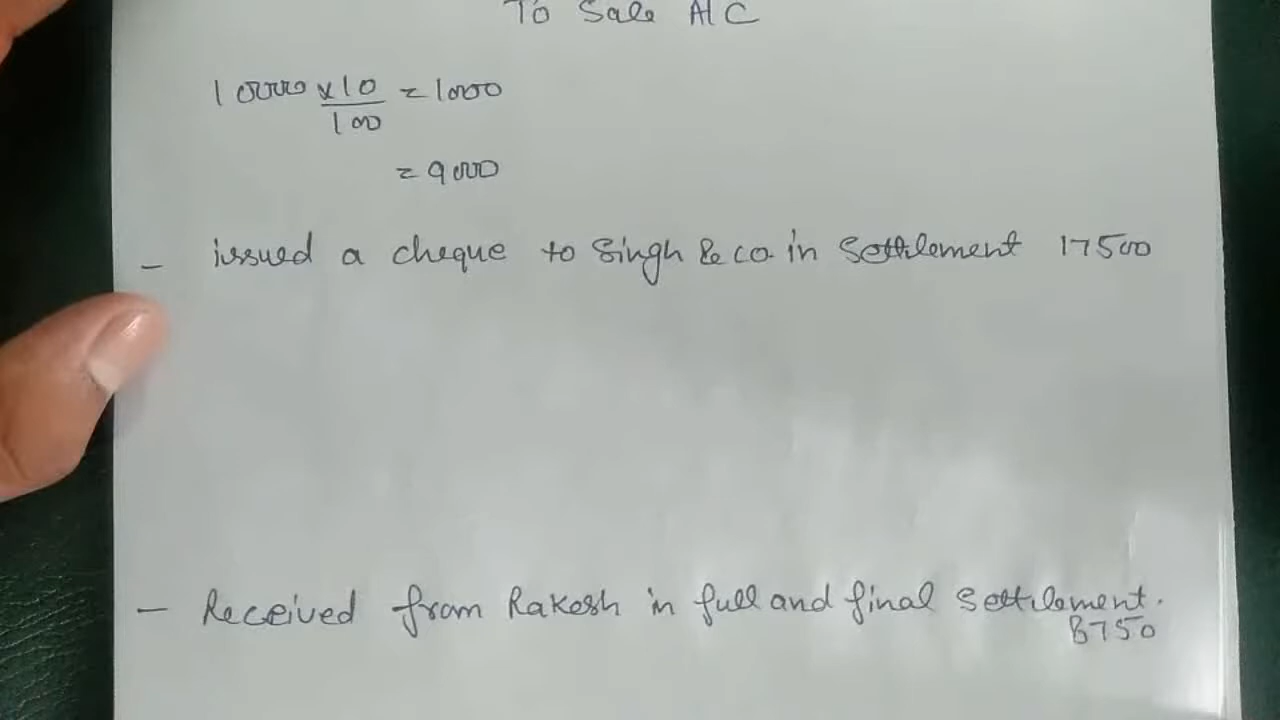 To Sale A/C
10000 x 10 = 1000
100
= 9000
- issued a cheque to Singh & co. in Settlement 17500
- Received from Rakesh in full and final Settlement.
8750